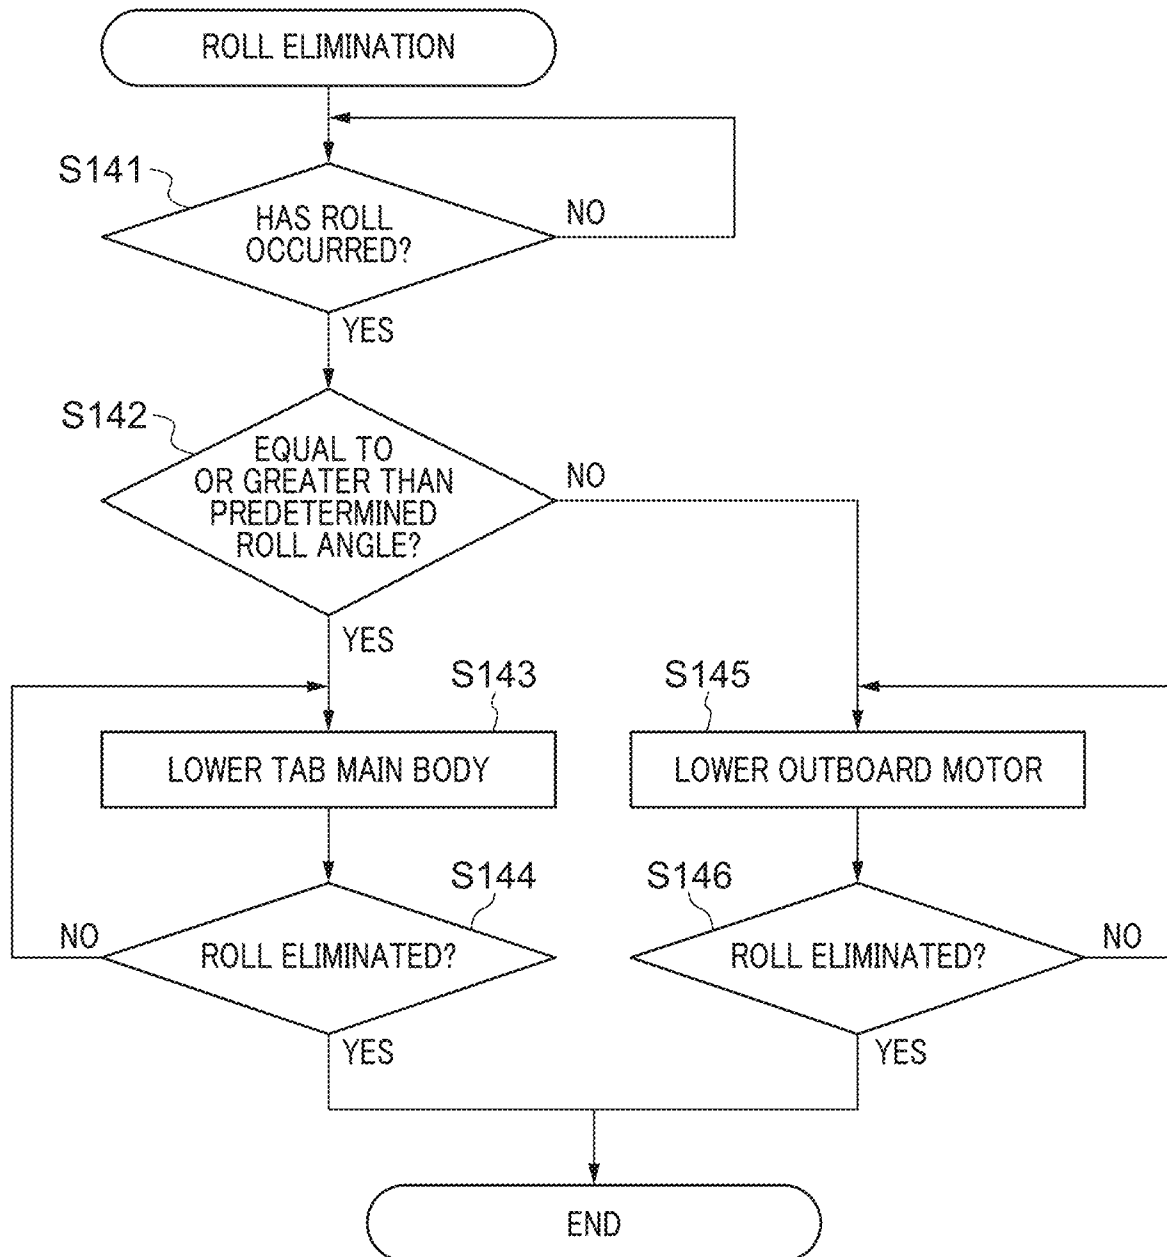 ROLL ELIMINATION
S141
HAS ROLL
OCCURRED?
NO
YES
S142
EQUAL TO
OR GREATER THAN
PREDETERMINED
ROLL ANGLE?
NO
YES
S143
LOWER TAB MAIN BODY
S145
LOWER OUTBOARD MOTOR
S144
ROLL ELIMINATED?
NO
YES
S146
ROLL ELIMINATED?
NO
YES
END